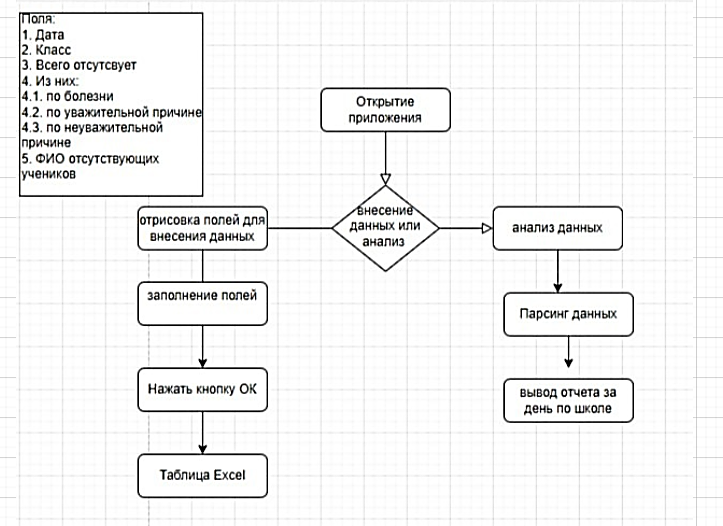 Поля:
1. Дата
2. Класс
3. Всего отсутсвует
4. Из них:
4.1. по болезни
4.2. по уважительной причине
4.3. по неуважительной
причине
5. ФИО отсутствующих
учеников
Открытие
приложения
внесение
данных или
анализ
отрисовка полей для
внесения данных
заполнение полей
Нажать кнопку ОК
Таблица Excel
анализ данных
Парсинг данных
вывод отчета за
день по школе